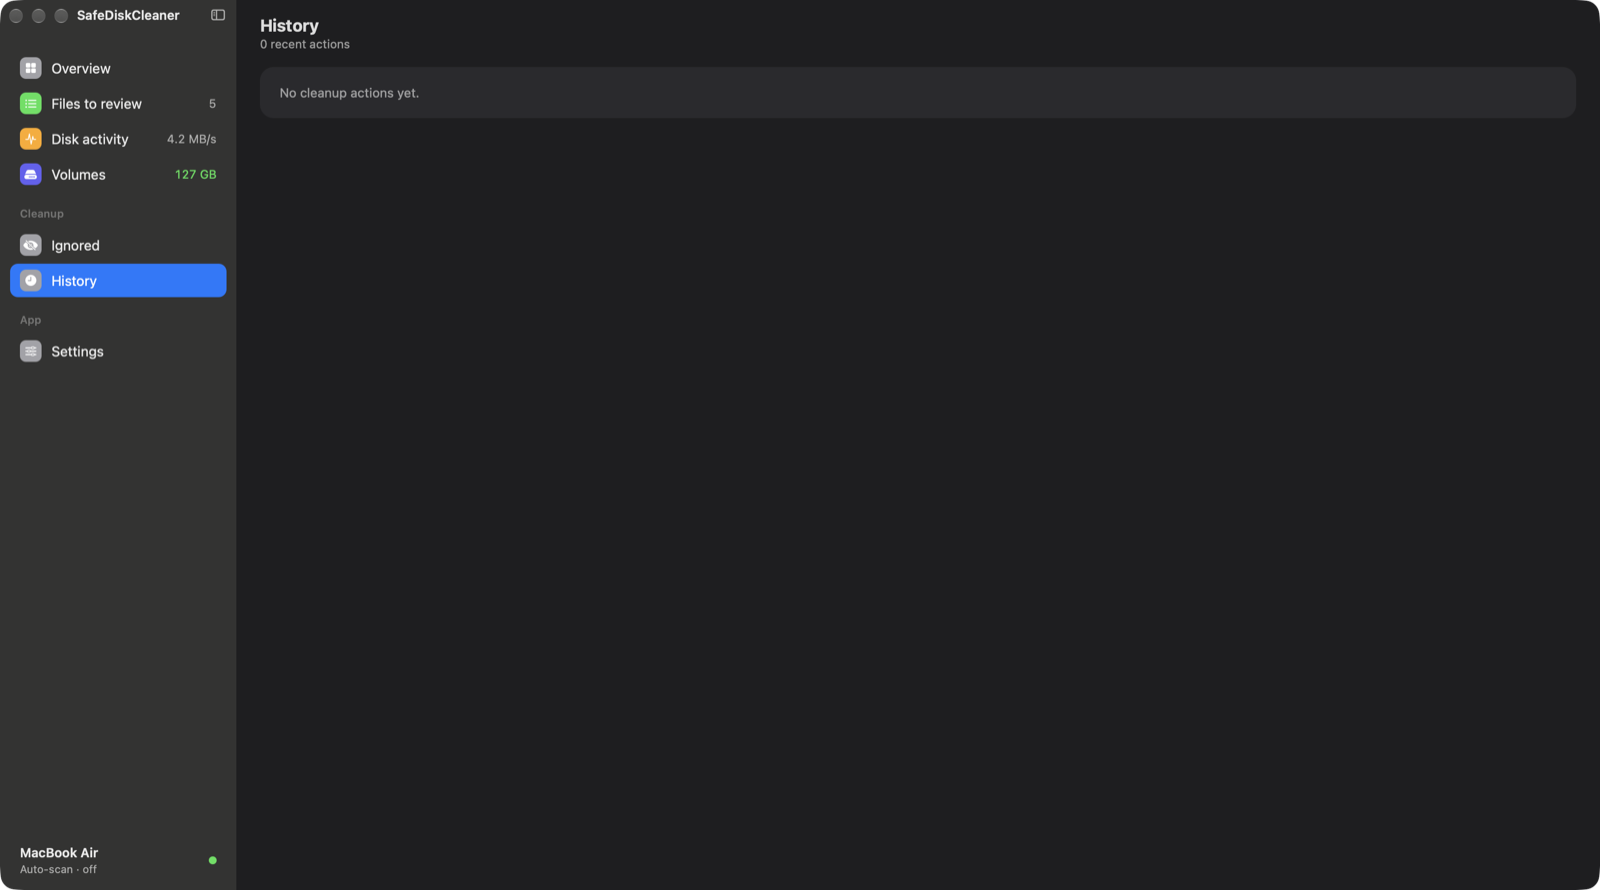 SafeDiskCleaner
Overview
Files to review 5
Disk activity 4.2 MB/s
Volumes 127 GB
Cleanup
Ignored
History
App
Settings
MacBook Air
Auto-scan · off
History
0 recent actions
No cleanup actions yet.